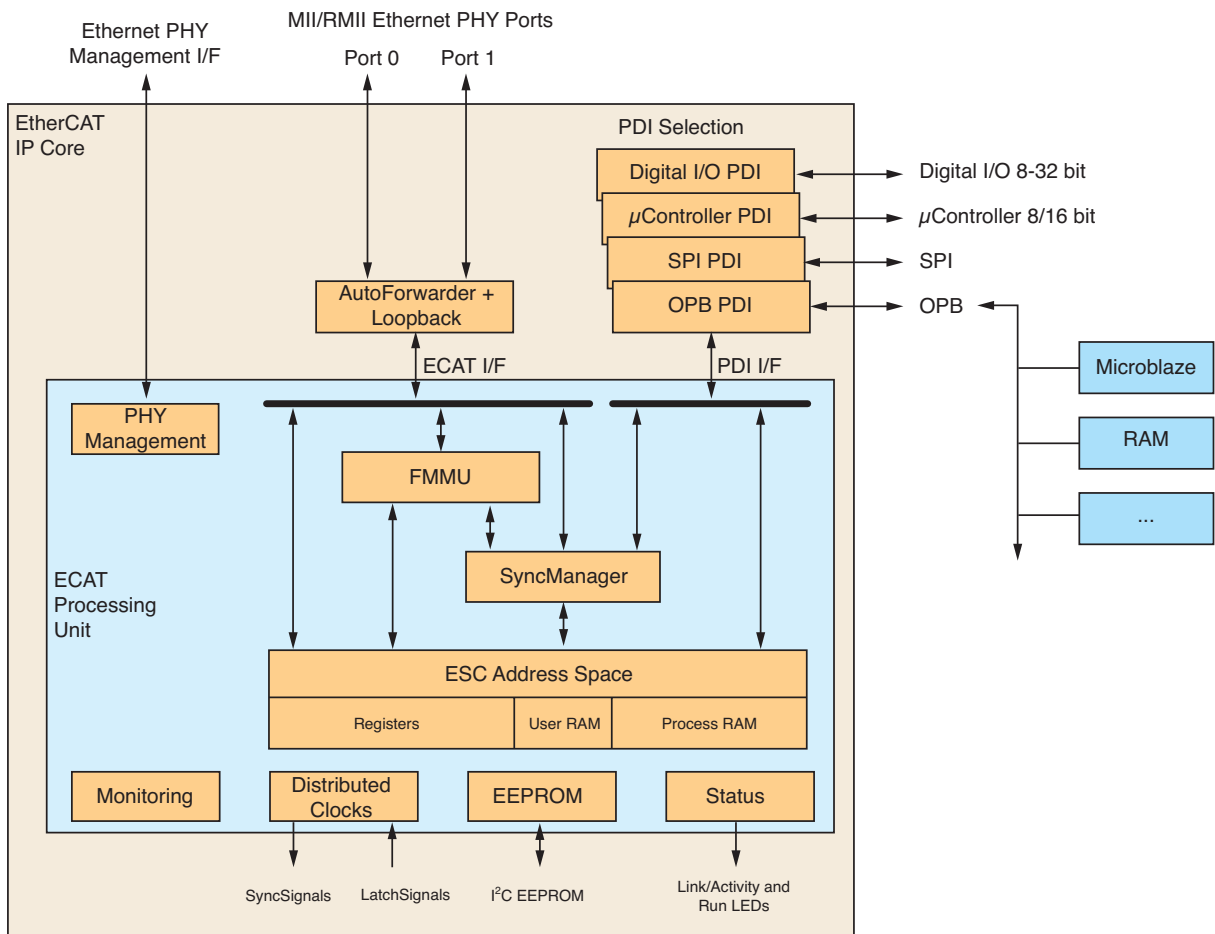 Ethernet PHY
Management I/F
MII/RMII Ethernet PHY Ports
Port 0
Port 1
EtherCAT
IP Core
PDI Selection
Digital I/O PDI
Digital I/O 8-32 bit
µController PDI
µController 8/16 bit
SPI PDI
SPI
OPB PDI
OPB
AutoForwarder +
Loopback
ECAT I/F
PDI I/F
Microblaze
RAM
...
PHY
Management
FMMU
SyncManager
ECAT
Processing
Unit
ESC Address Space
Registers
User RAM
Process RAM
Monitoring
Distributed
Clocks
EEPROM
Status
SyncSignals
LatchSignals
I²C EEPROM
Link/Activity and
Run LEDs